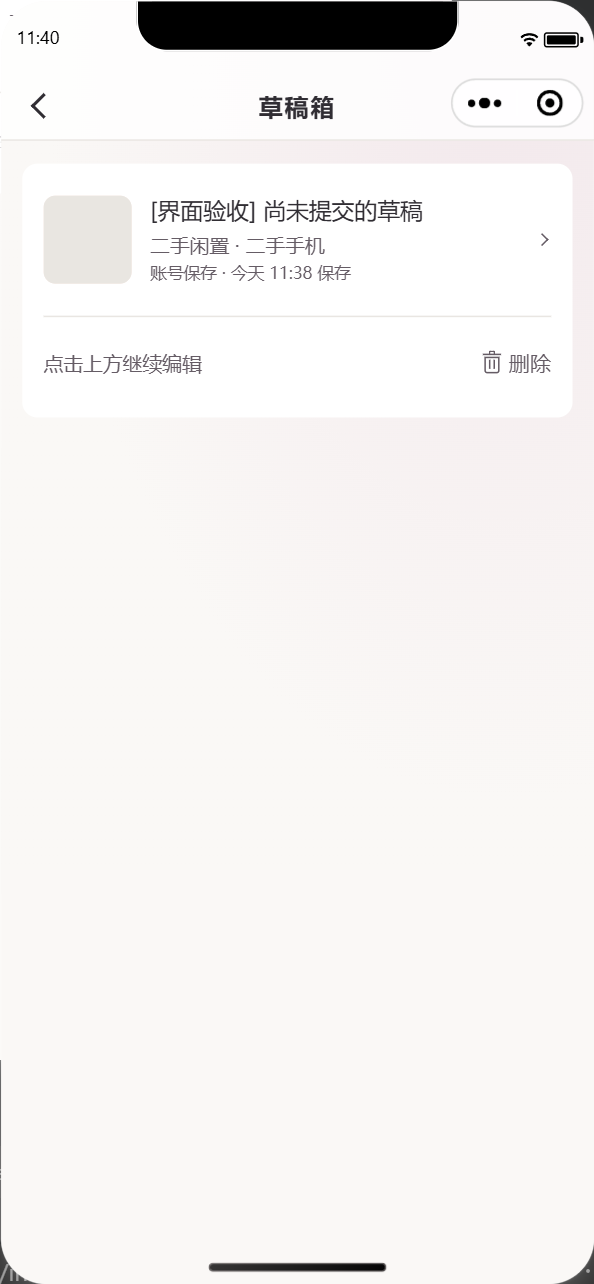 11:40
草稿箱
[界面验收] 尚未提交的草稿
二手闲置 · 二手手机
账号保存 · 今天 11:38 保存
点击上方继续编辑
删除